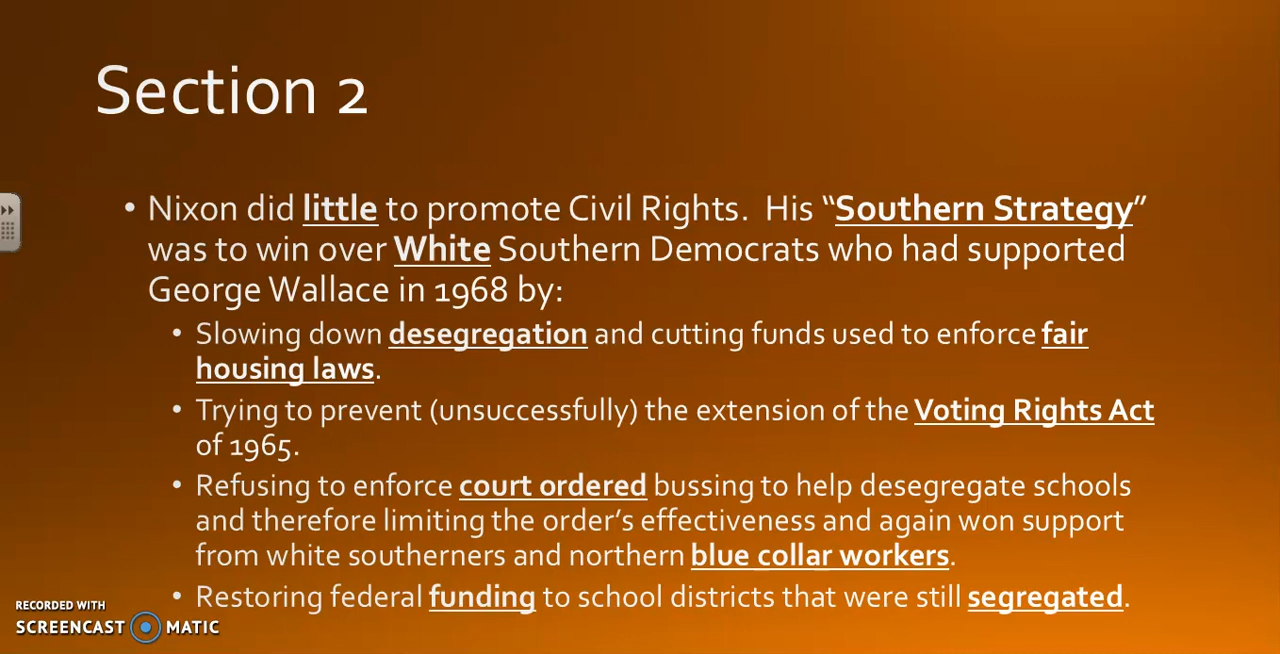 Section 2
• Nixon did little to promote Civil Rights. His “Southern Strategy”
was to win over White Southern Democrats who had supported
George Wallace in 1968 by:
• Slowing down desegregation and cutting funds used to enforce fair
housing laws.
• Trying to prevent (unsuccessfully) the extension of the Voting Rights Act
of 1965.
• Refusing to enforce court ordered bussing to help desegregate schools
and therefore limiting the order’s effectiveness and again won support
from white southerners and northern blue collar workers.
• Restoring federal funding to school districts that were still segregated.
RECORDED WITH
SCREENCAST MATIC